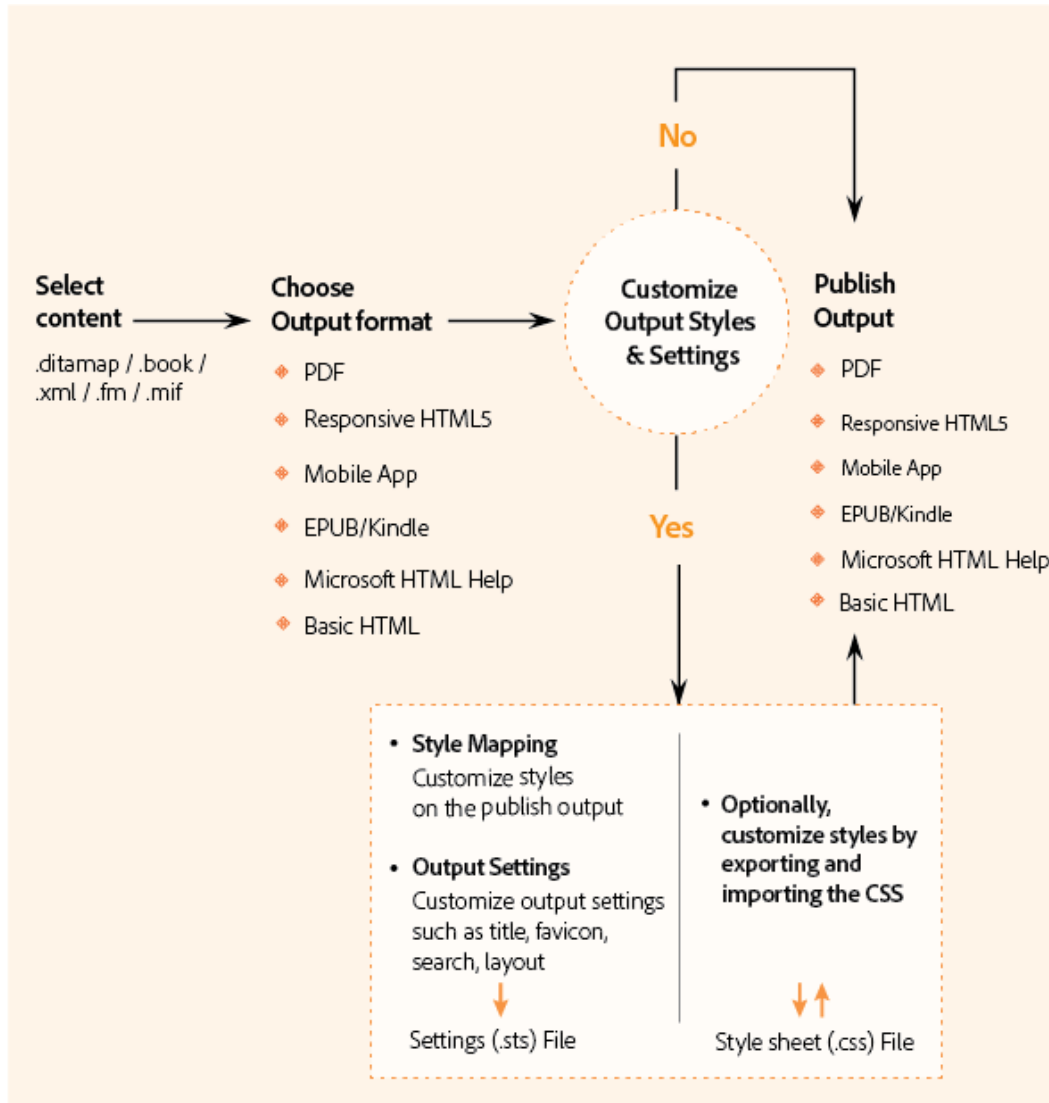 No
Select
content
.ditamap / .book /
.xml / .fm / .mif
Choose
Output format
PDF
Responsive HTML5
Mobile App
EPUB/Kindle
Microsoft HTML Help
Basic HTML
Customize
Output Styles
& Settings
Yes
Publish
Output
PDF
Responsive HTML5
Mobile App
EPUB/Kindle
Microsoft HTML Help
Basic HTML
• Style Mapping
Customize styles
on the publish output
• Output Settings
Customize output settings
such as title, favicon,
search, layout
Settings (.sts) File
• Optionally,
customize styles by
exporting and
importing the CSS
Style sheet (.css) File